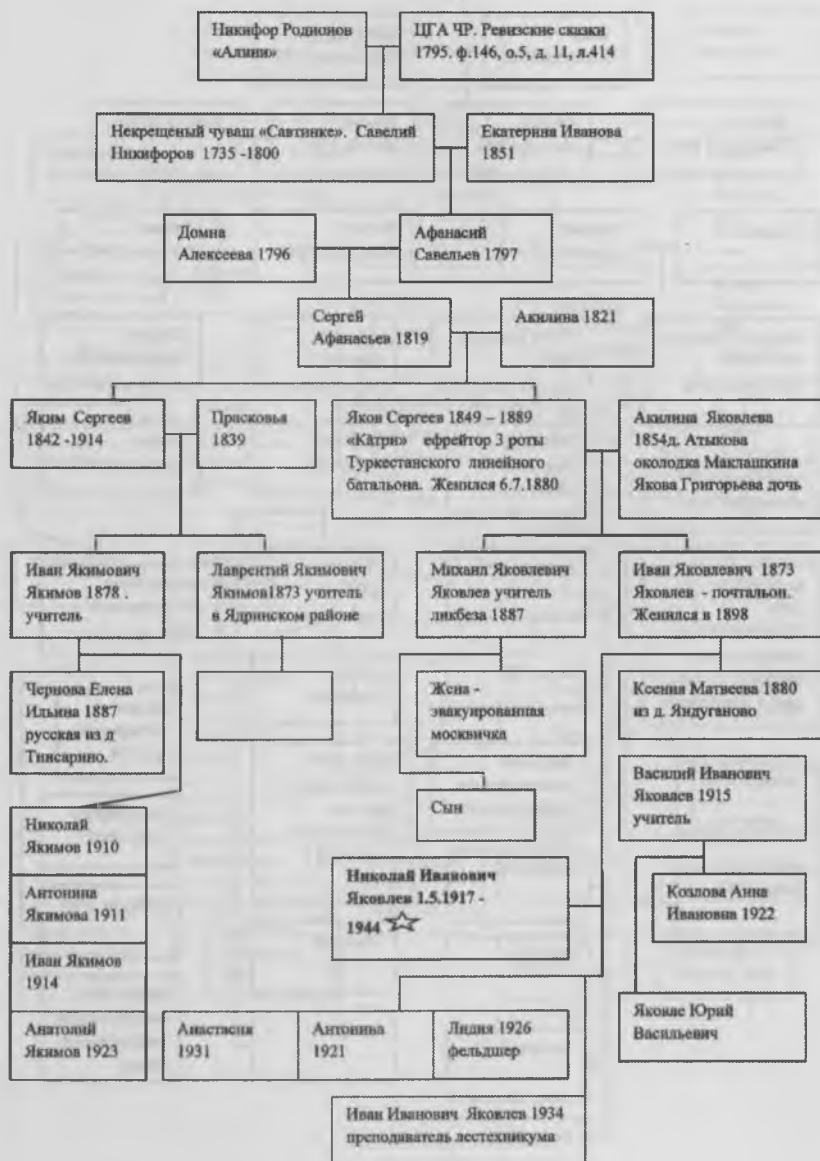 Никифор Родионов
«Алини»
ЦГА ЧР. Ревизские сказки
1795. ф.146, о.5, д. 11, л.414
Некрещеный чуваш «Савтинке». Савелий
Никифоров 1735 -1800
Екатерина Иванова
1851
Домна
Алексеева 1796
Афанасий
Савельев 1797
Сергей
Афанасьев 1819
Акилина 1821
Яким Сергеев
1842 -1914
Прасковья
1839
Яков Сергеев 1849 – 1889
«Кăтри» ефрейтор 3 роты
Туркестанского линейного
батальона. Женился 6.7.1880
Акилина Яковлева
1854д. Атыкова
околодка Маклашкина
Якова Григорьева дочь
Иван Якимович
Якимов 1878 .
учитель
Лаврентий Якимович
Якимов1873 учитель
в Ядринском районе
Михаил Яковлевич
Яковлев учитель
ликбеза 1887
Иван Яковлевич 1873
Яковлев - почтальон.
Женился в 1898
Чернова Елена
Ильина 1887
русская из д
Тиисарино.
Жена -
эвакуированная
москвичка
Ксения Матвеева 1880
из д. Яндуганово
Сын
Василий Иванович
Яковлев 1915
учитель
Николай
Якимов 1910
Антонина
Якимова 1911
Иван Якимов
1914
Анатолий
Якимов 1923
Николай Иванович
Яковлев 1.5.1917 -
1944
Козлова Анна
Ивановна 1922
Яковле Юрий
Васильевич
Анастасия
1931
Антонина
1921
Лидия 1926
фельдшер
Иван Иванович Яковлев 1934
преподаватель лестехникума